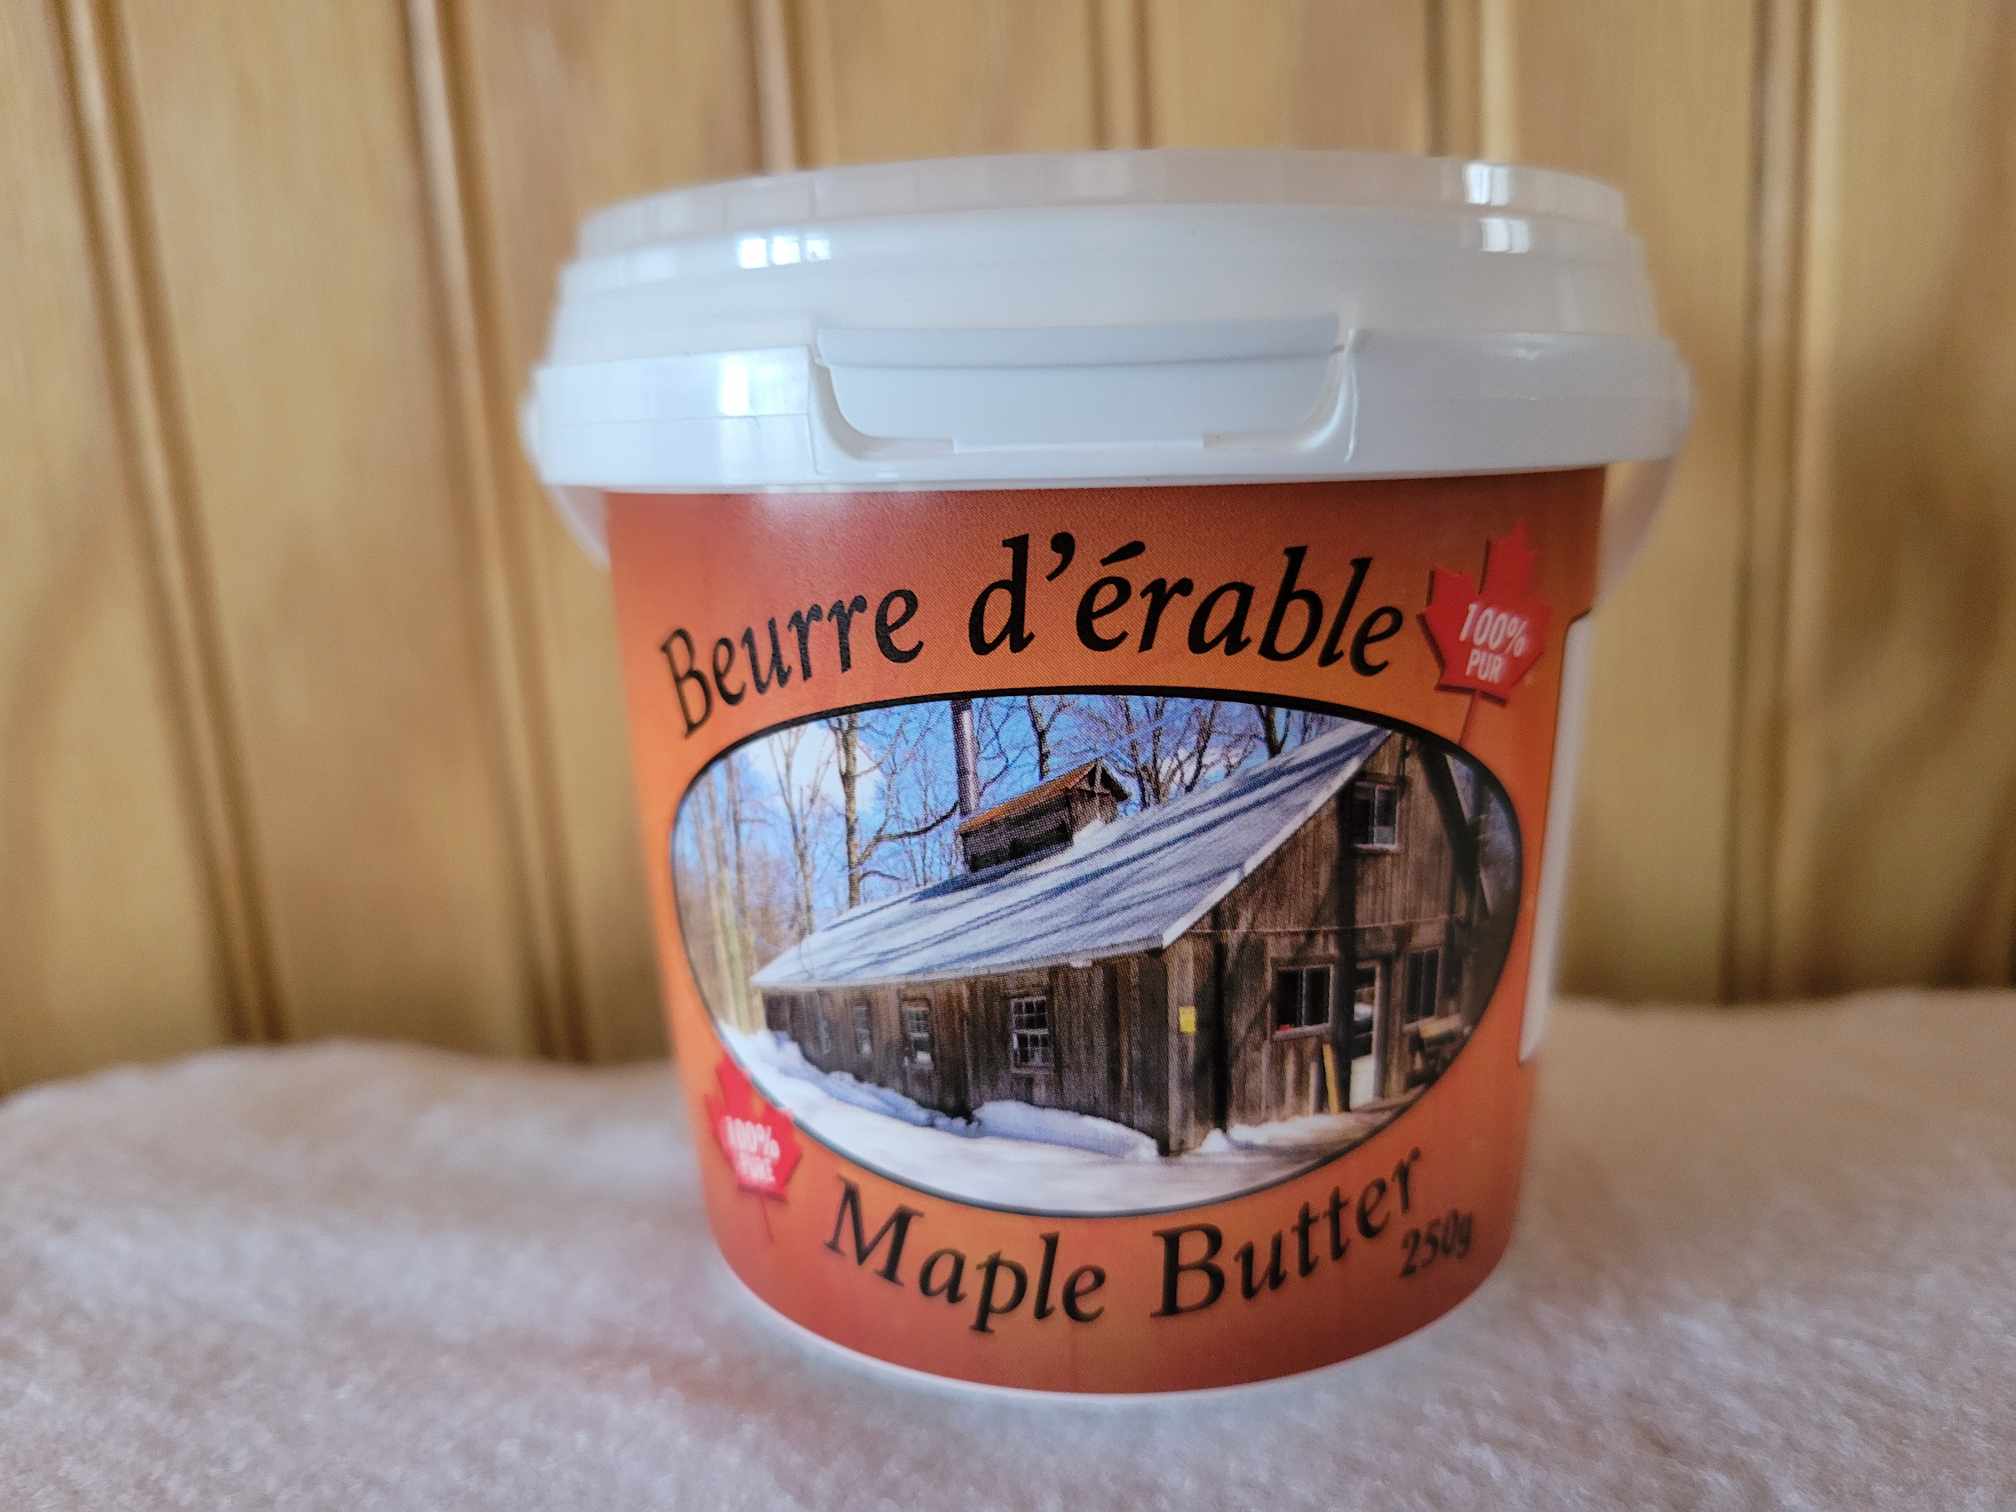 Beurre d'érable
100%
PUR
100%
PURE
Maple Butter
250g